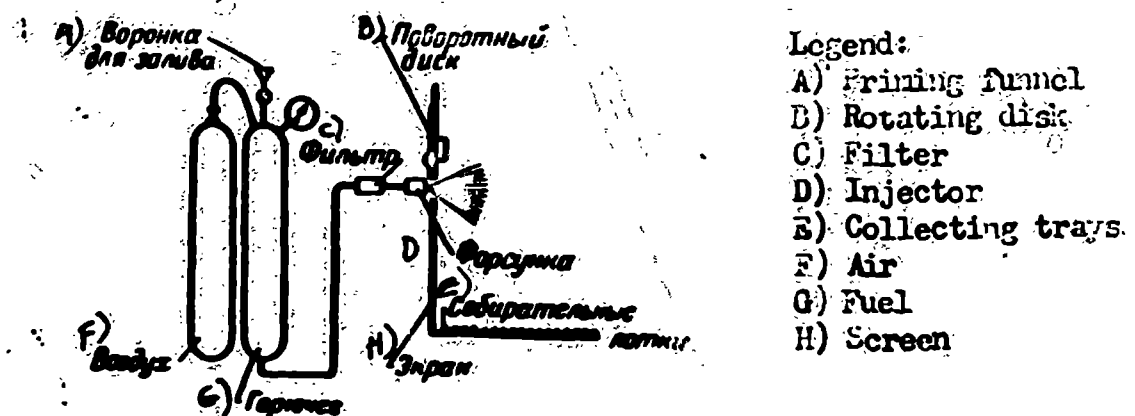 A) Воронка
для залива
B) Поворотный
диск
C)
Фильтр
D
Форсунка
E)
Собирательные
лотки
F)
Воздух
H)
Экран
G) Горючее
Legend:
A) Priming funnel
B) Rotating disk
C) Filter
D) Injector
E) Collecting trays
F) Air
G) Fuel
H) Screen